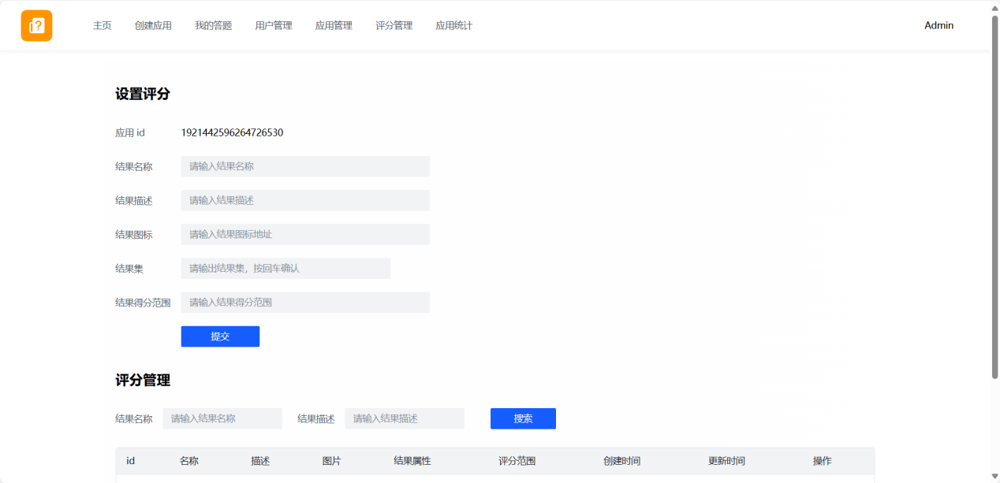 主页 创建应用 我的答题 用户管理 应用管理 评分管理 应用统计 Admin
设置评分
应用 id 1921442596264726530
结果名称 请输入结果名称
结果描述 请输入结果描述
结果图标 请输入结果图标地址
结果集 请输出结果集，按回车确认
结果得分范围 请输入结果得分范围
提交
评分管理
结果名称 请输入结果名称 结果描述 请输入结果描述 搜索
id 名称 描述 图片 结果属性 评分范围 创建时间 更新时间 操作